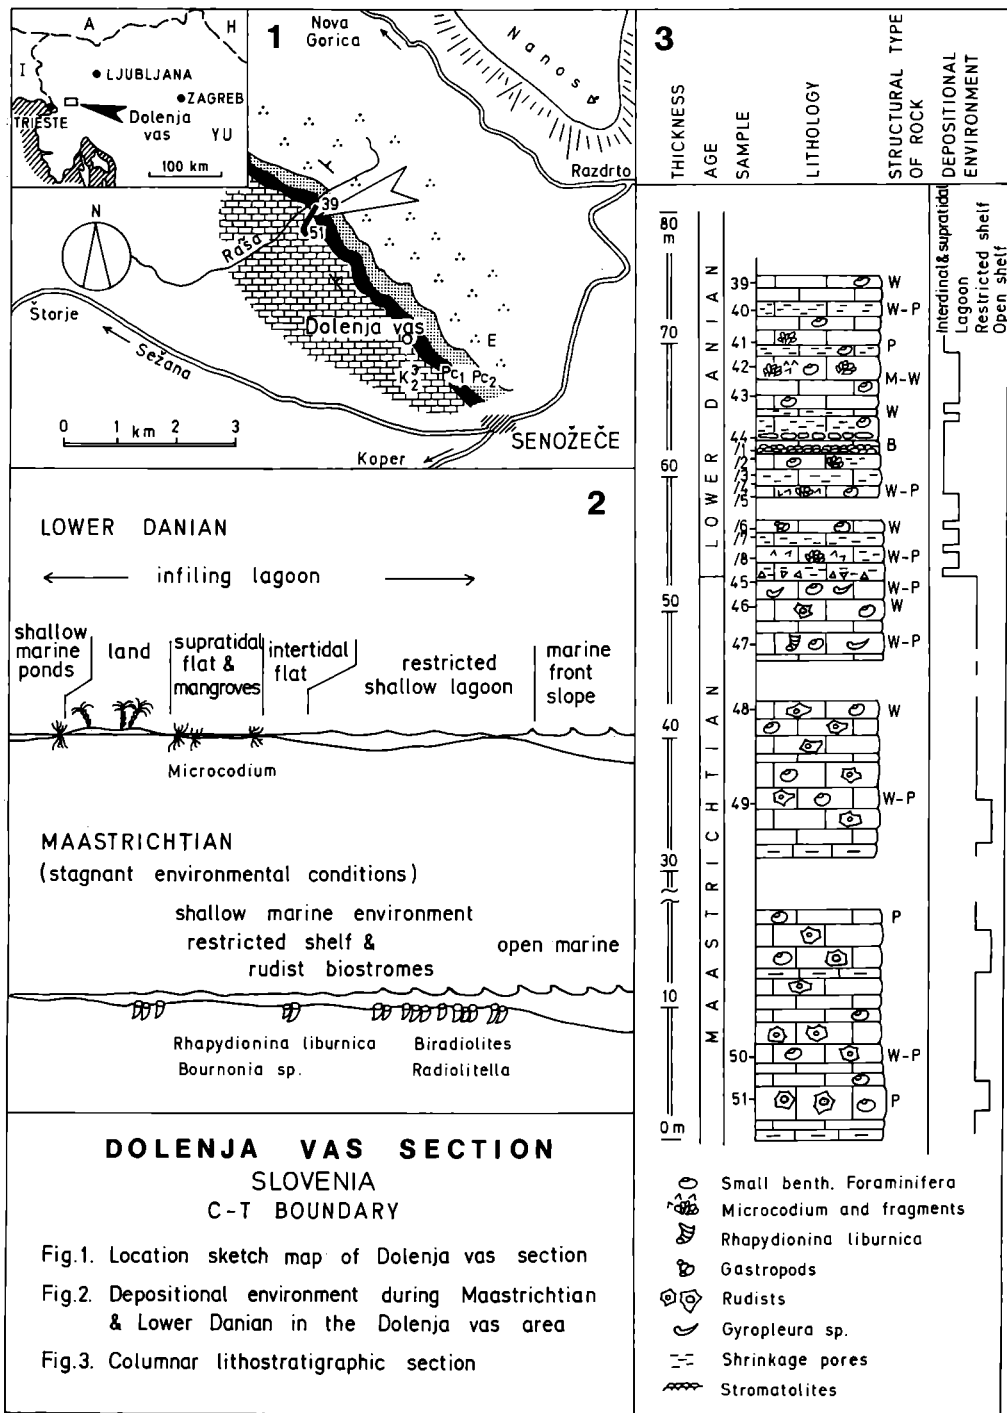 1
A
H
I
LJUBLJANA
ZAGREB
TRIESTE
Dolenja
vas
YU
100 km
Nova
Gorica
Nanos
Razdrto
N
39
51
Raša
Štorje
Sežana
Dolenja vas
E
K₂³
Pc₁ Pc₂
0 1 2 3
km
SENOŽEČE
Koper
2
LOWER DANIAN
infiling lagoon
shallow
marine
ponds
land
supratidal
flat &
mangroves
intertidal
flat
restricted
shallow lagoon
marine
front
slope
Microcodium
MAASTRICHTIAN
(stagnant environmental conditions)
shallow marine environment
restricted shelf &
rudist biostromes
open marine
Rhapydionina liburnica
Bournonia sp.
Biradiolites
Radiolitella
DOLENJA VAS SECTION
SLOVENIA
C-T BOUNDARY
Fig.1. Location sketch map of Dolenja vas section
Fig.2. Depositional environment during Maastrichtian
& Lower Danian in the Dolenja vas area
Fig.3. Columnar lithostratigraphic section
3
THICKNESS
AGE
SAMPLE
LITHOLOGY
STRUCTURAL TYPE
OF ROCK
DEPOSITIONAL
ENVIRONMENT
Interdinal & supratidal
Lagoon
Restricted shelf
Open shelf
80
m
70
60
50
40
30
10
0 m
LOWER DANIAN
MAASTRICHTIAN
39
40
41
42
43
44
/1
/2
/3
/4
/5
/6
/7
/8
45
46
47
48
49
50
51
W
W-P
P
M-W
W
B
W-P
W
W-P
W-P
W
W-P
W
W-P
P
W-P
P
Small benth. Foraminifera
Microcodium and fragments
Rhapydionina liburnica
Gastropods
Rudists
Gyropleura sp.
Shrinkage pores
Stromatolites